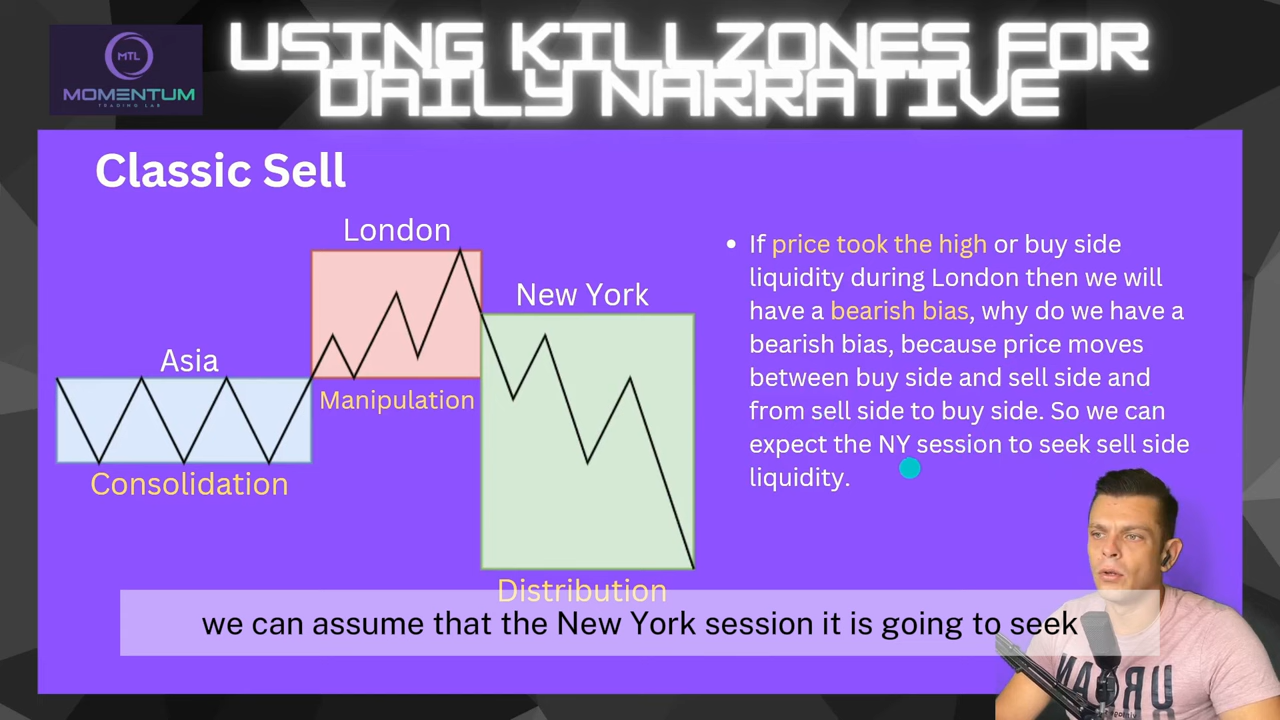 USING KILLZONES FOR
DAILY NARRATIVE
MTL
MOMENTUM
TRADING LAB
Classic Sell
London
New York
Asia
Manipulation
Consolidation
Distribution
• If price took the high or buy side
liquidity during London then we will
have a bearish bias, why do we have a
bearish bias, because price moves
between buy side and sell side and
from sell side to buy side. So we can
expect the NY session to seek sell side
liquidity.
we can assume that the New York session it is going to seek